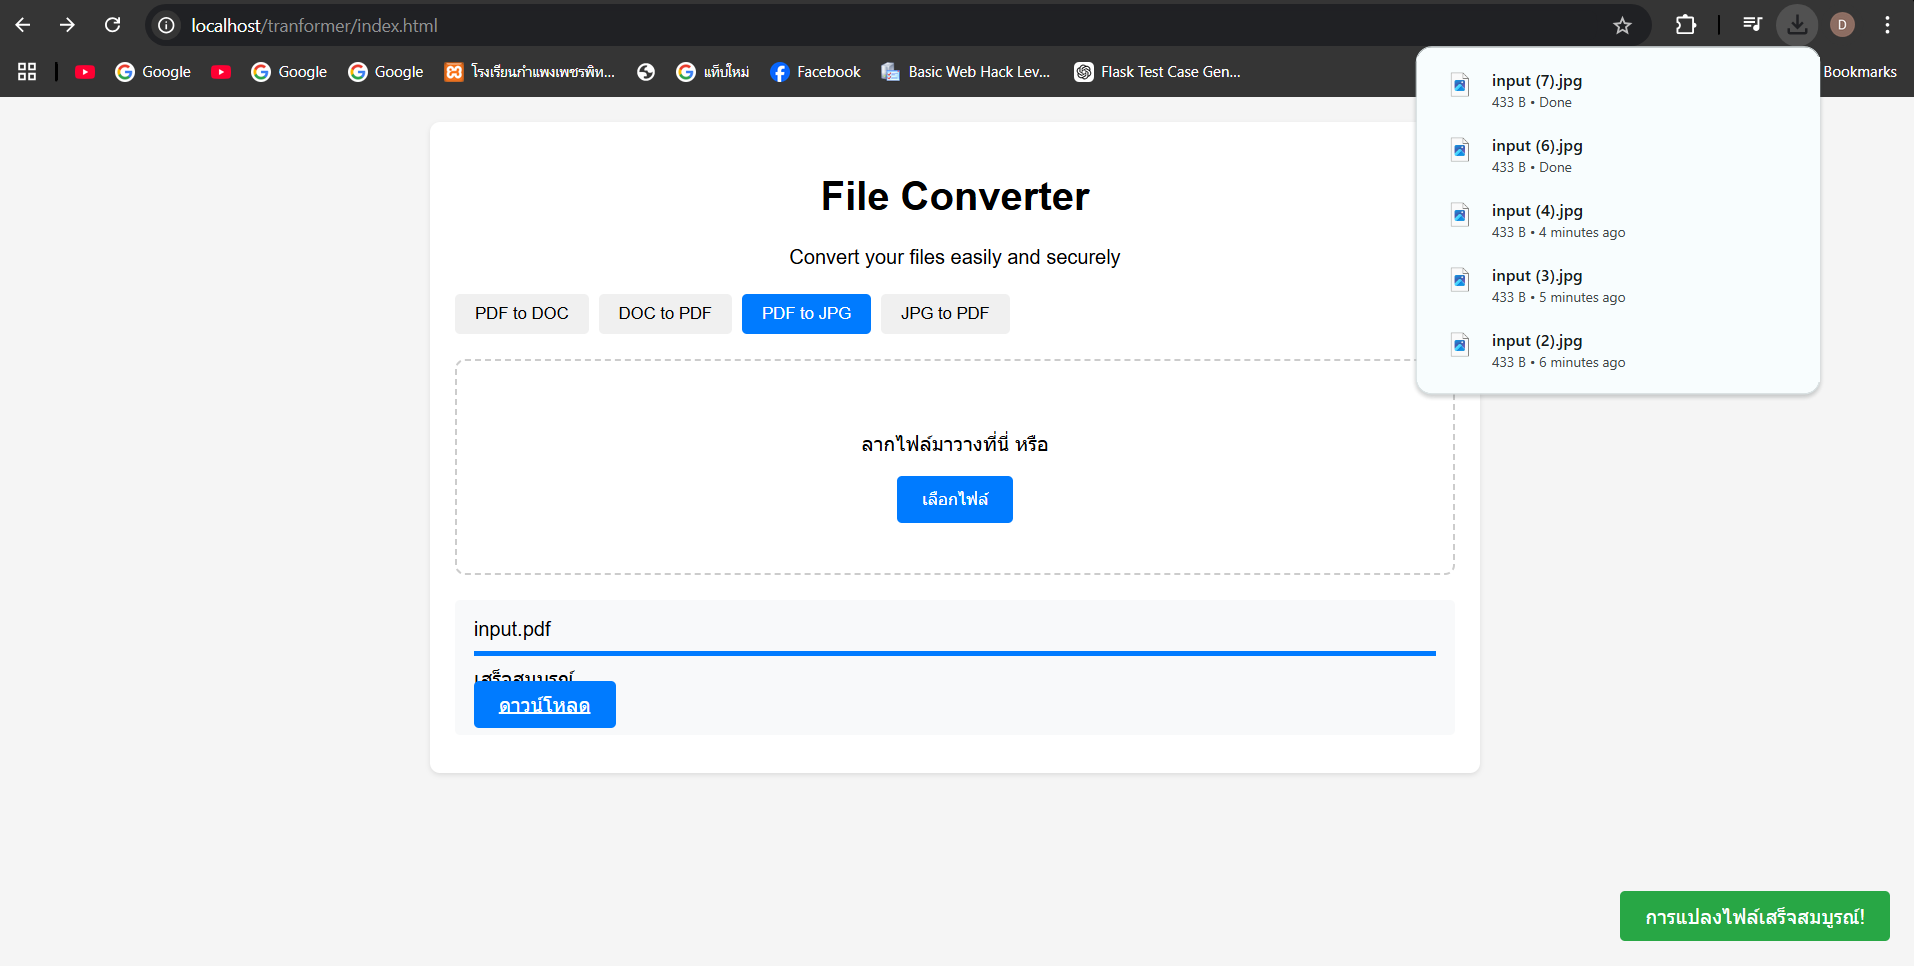 localhost/tranformer/index.html
D
Google
Google
Google
โรงเรียนกำแพงเพชรพิท...
แท็บใหม่
Facebook
Basic Web Hack Lev...
Flask Test Case Gen...
Bookmarks
input (7).jpg
433 B • Done
input (6).jpg
433 B • Done
input (4).jpg
433 B • 4 minutes ago
input (3).jpg
433 B • 5 minutes ago
input (2).jpg
433 B • 6 minutes ago
File Converter
Convert your files easily and securely
PDF to DOC
DOC to PDF
PDF to JPG
JPG to PDF
ลากไฟล์มาวางที่นี่ หรือ
เลือกไฟล์
input.pdf
เสร็จสมบูรณ์
ดาวน์โหลด
การแปลงไฟล์เสร็จสมบูรณ์!